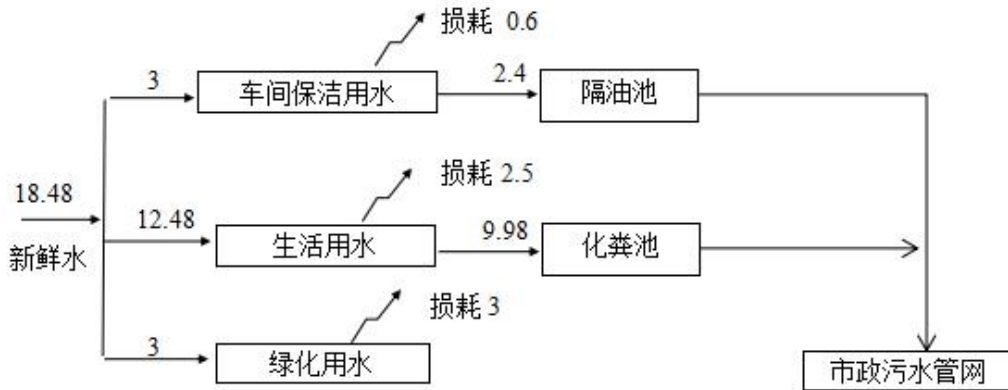 损耗 0.6
3
车间保洁用水
2.4
隔油池
损耗 2.5
18.48
新鲜水
12.48
生活用水
9.98
化粪池
损耗 3
3
绿化用水
市政污水管网